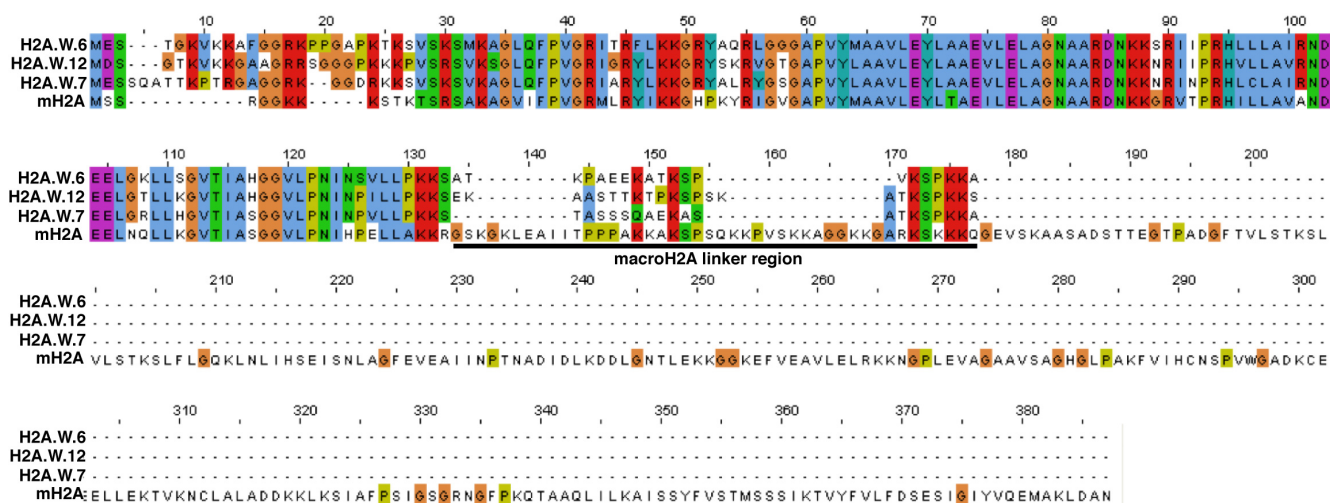 10 20 30 40 50 60 70 80 90 100
H2A.W.6 MES---TGKVKKAFGGRKPPGAPKTKSVSKSMKAGLQFPVGRITRFLKKGRYAQRLGGGAPVYMAAVLEYLAAEVLELAGNAARDNKKSRIIPRHLLLAIRND
H2A.W.12 MDS---GTKVKKGAAGRRSGGGPKKKPVSRSVKSGLQFPVGRIGRYLKKGRYSKRVGTGAPVYMAAVLEYLAAEVLELAGNAARDNKKNRIIPRHVLLAVRND
H2A.W.7 MESSQATTKPTRGAGGRK--GGDRKKSVSKSVKAGLQFPVGRIARYLKKGRYALRYGSGAPVYLAAVLEYLAAEVLELAGNAARDNKKNRINPRHLCLAIRND
mH2A MSS----------RGGKK-----KSTKTSRSAKAGVIFPVGRMLRYIKKGHPKYRIGVGAPVYMAAVLEYLTAEILELAGNAARDNKKGRVTPRHILLAVAND
110 120 130 140 150 160 170 180 190 200
H2A.W.6 EELGKLLSGVTIAHGGVLPNINSVLLPKKSAT--------KPAEEKATKSP----------------VKSPKKA-----------------------------
H2A.W.12 EELGTLLHGVTIAHGGVLPNINPILLPKKSEK--------AASTTKTPKSPSK-------------ATKSPKKS-----------------------------
H2A.W.7 EELGRLLHGVTIASGGVLPNINPVLLPKKS----------TASSSQAEKAS---------------ATKSPKKS-----------------------------
mH2A EELNQLLKGVTIASGGVLPNIHPELLAKKRGSKGKLEAIITPPPAKKAKSPSQKKPVSKKAGGKKGARKSKKKQGEVSKAASADSTTEGTPADGFTVLSTKSL
macroH2A linker region
210 220 230 240 250 260 270 280 290 300
H2A.W.6
H2A.W.12
H2A.W.7
mH2A VLSTKSLFLGQKLNLIHSEISNLAGFEVEAIINPTNADIDLKDDLGNTLEKKGGKEFVEAVLELRKKNGPLEVAGAAVSAGHGLPAKFVIHCNSPVWGADKCE
310 320 330 340 350 360 370 380
H2A.W.6
H2A.W.12
H2A.W.7
mH2A ELLEKTVKNCLALADDKKLKSIAFPSIGSGRNGFPKQTAAQLILKAISSYFVSTMSSSIKTVYFVLFDSESIGIYVQEMAKLDAN